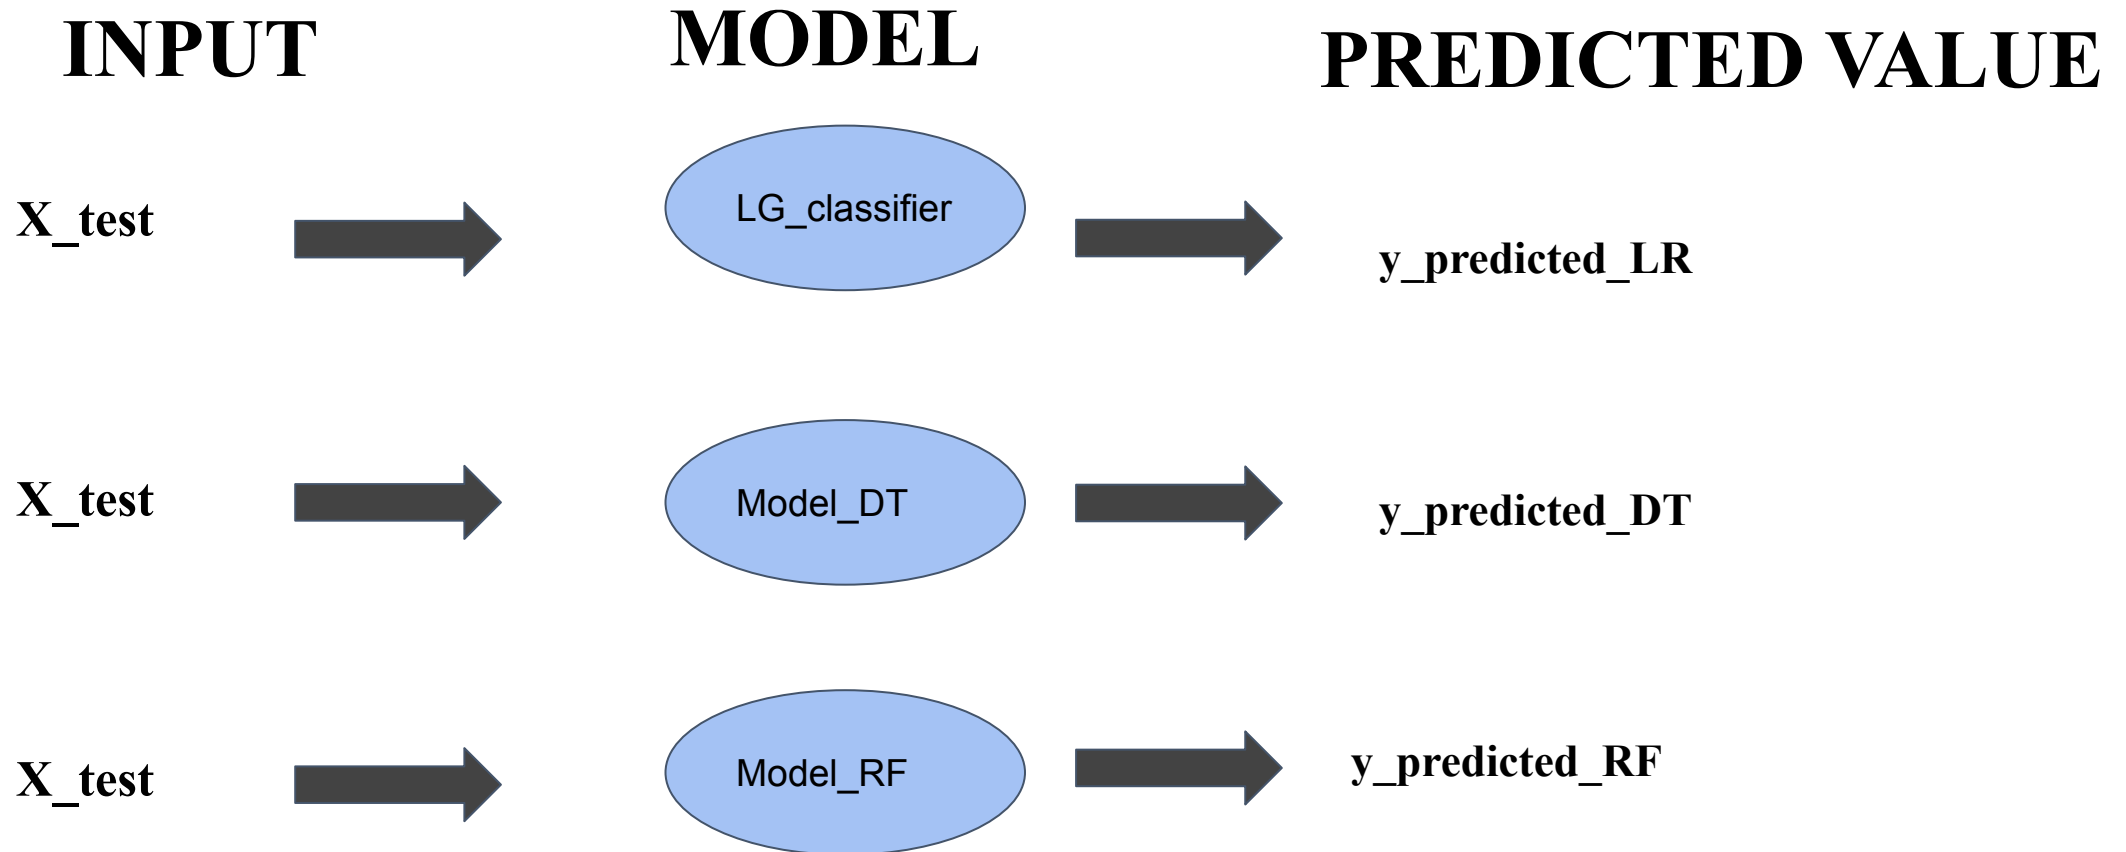 INPUT
MODEL
PREDICTED VALUE
X_test
LG_classifier
y_predicted_LR
X_test
Model_DT
y_predicted_DT
X_test
Model_RF
y_predicted_RF